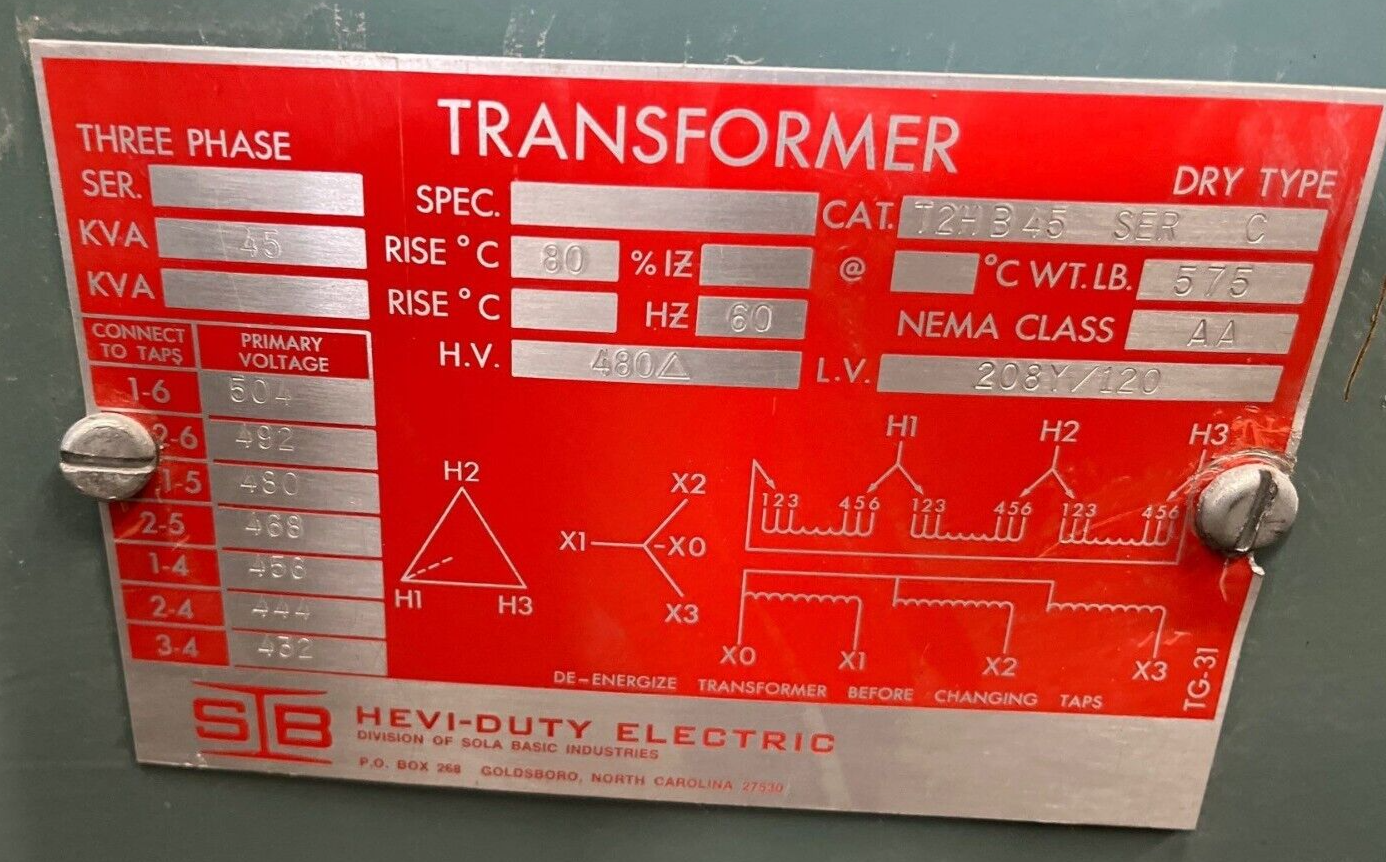 TRANSFORMER
THREE PHASE
DRY TYPE
SER.
SPEC.
CAT. T2HB45 SER C
KVA 45
RISE °C 80 % IZ @ °C WT. LB. 575
KVA
RISE °C HZ 60
NEMA CLASS AA
H.V. 480Δ
L.V. 208Y/120
CONNECT TO TAPS PRIMARY VOLTAGE
1-6 504
2-6 492
1-5 480
2-5 468
1-4 456
2-4 444
3-4 432
H2
H1 H3
X2
X1 X0
X3
H1 H2 H3
123 456 123 456 123 456
X0 X1 X2 X3
DE-ENERGIZE TRANSFORMER BEFORE CHANGING TAPS
TG-31
SB HEVI-DUTY ELECTRIC
DIVISION OF SOLA BASIC INDUSTRIES
P.O. BOX 268 GOLDSBORO, NORTH CAROLINA 27530